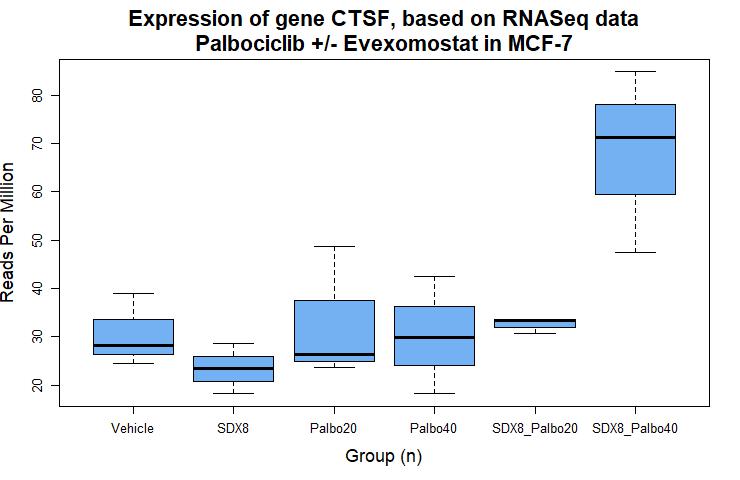 Expression of gene CTSF, based on RNASeq data
Palbociclib +/- Evexomostat in MCF-7
Reads Per Million
80
70
60
50
40
30
20
Vehicle SDX8 Palbo20 Palbo40 SDX8_Palbo20 SDX8_Palbo40
Group (n)